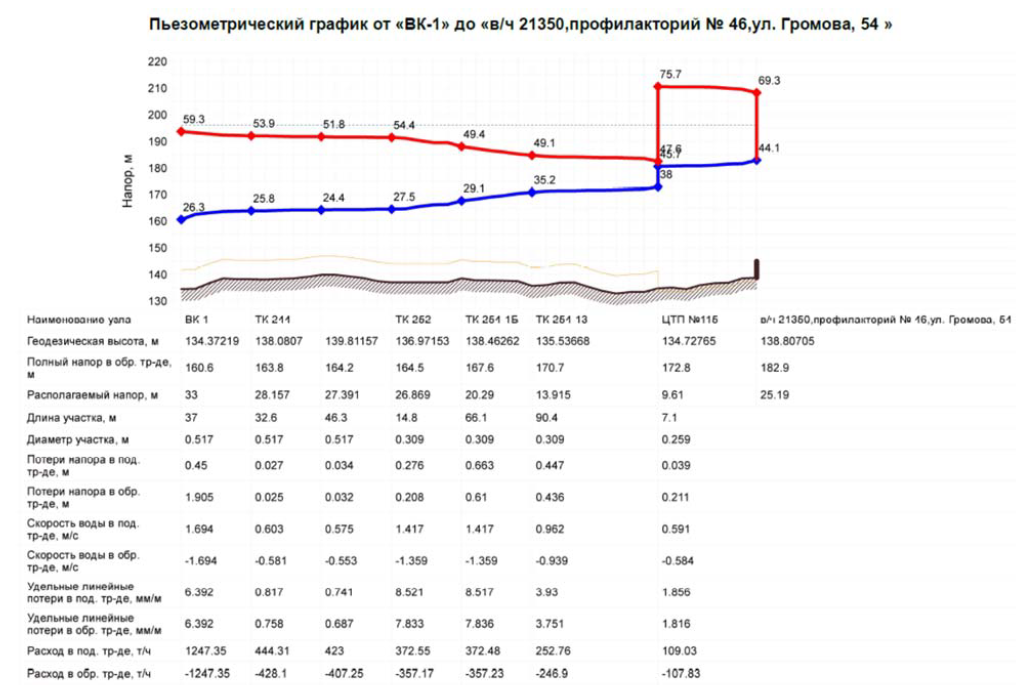 Пьезометрический график от «ВК-1» до «в/ч 21350,профилакторий № 46,ул. Громова, 54 »
Напор, м
220
210
200
190
180
170
160
150
140
130
59.3 53.9 51.8 54.4 49.4 49.1 47.6 75.7 69.3
26.3 25.8 24.4 27.5 29.1 35.2 38 45.7 44.1
Наименование узла ВК 1 ТК 244 ТК 252 ТК 254 1Б ТК 254 13 ЦТП №115 в/ч 21350,профилакторий № 46,ул. Громова, 54
Геодезическая высота, м 134.37219 138.0807 139.81157 136.97153 138.46262 135.53668 134.72765 138.80705
Полный напор в обр. тр-де,
м 160.6 163.8 164.2 164.5 167.6 170.7 172.8 182.9
Располагаемый напор, м 33 28.157 27.391 26.869 20.29 13.915 9.61 25.19
Длина участка, м 37 32.6 46.3 14.8 66.1 90.4 7.1
Диаметр участка, м 0.517 0.517 0.517 0.309 0.309 0.309 0.259
Потери напора в под.
тр-де, м 0.45 0.027 0.034 0.276 0.663 0.447 0.039
Потери напора в обр.
тр-де, м 1.905 0.025 0.032 0.208 0.61 0.436 0.211
Скорость воды в под.
тр-де, м/с 1.694 0.603 0.575 1.417 1.417 0.962 0.591
Скорость воды в обр.
тр-де, м/с -1.694 -0.581 -0.553 -1.359 -1.359 -0.939 -0.584
Удельные линейные
потери в под. тр-де, мм/м 6.392 0.817 0.741 8.521 8.517 3.93 1.856
Удельные линейные
потери в обр. тр-де, мм/м 6.392 0.758 0.687 7.833 7.836 3.751 1.816
Расход в под. тр-де, т/ч 1247.35 444.31 423 372.55 372.48 252.76 109.03
Расход в обр. тр-де, т/ч -1247.35 -428.1 -407.25 -357.17 -357.23 -246.9 -107.83